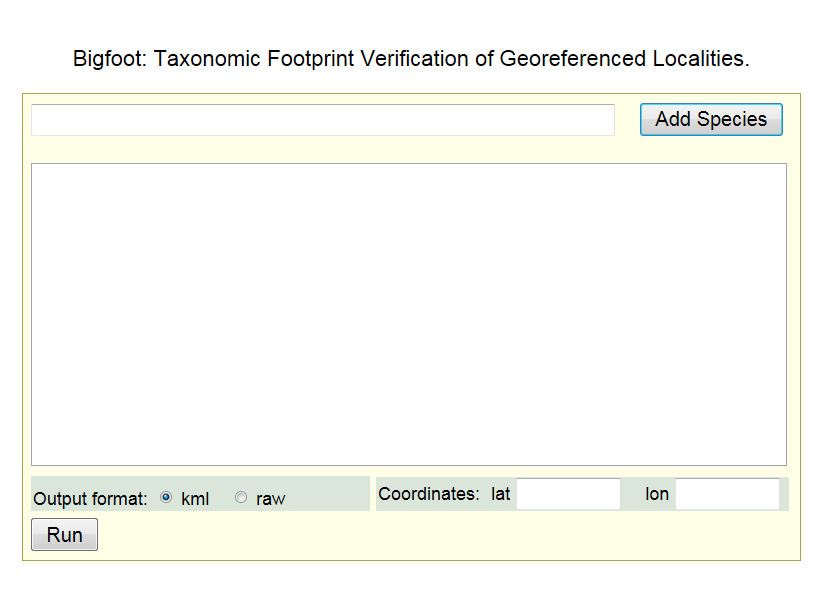 Bigfoot: Taxonomic Footprint Verification of Georeferenced Localities.
Add Species
Output format: kml raw Coordinates: lat lon
Run